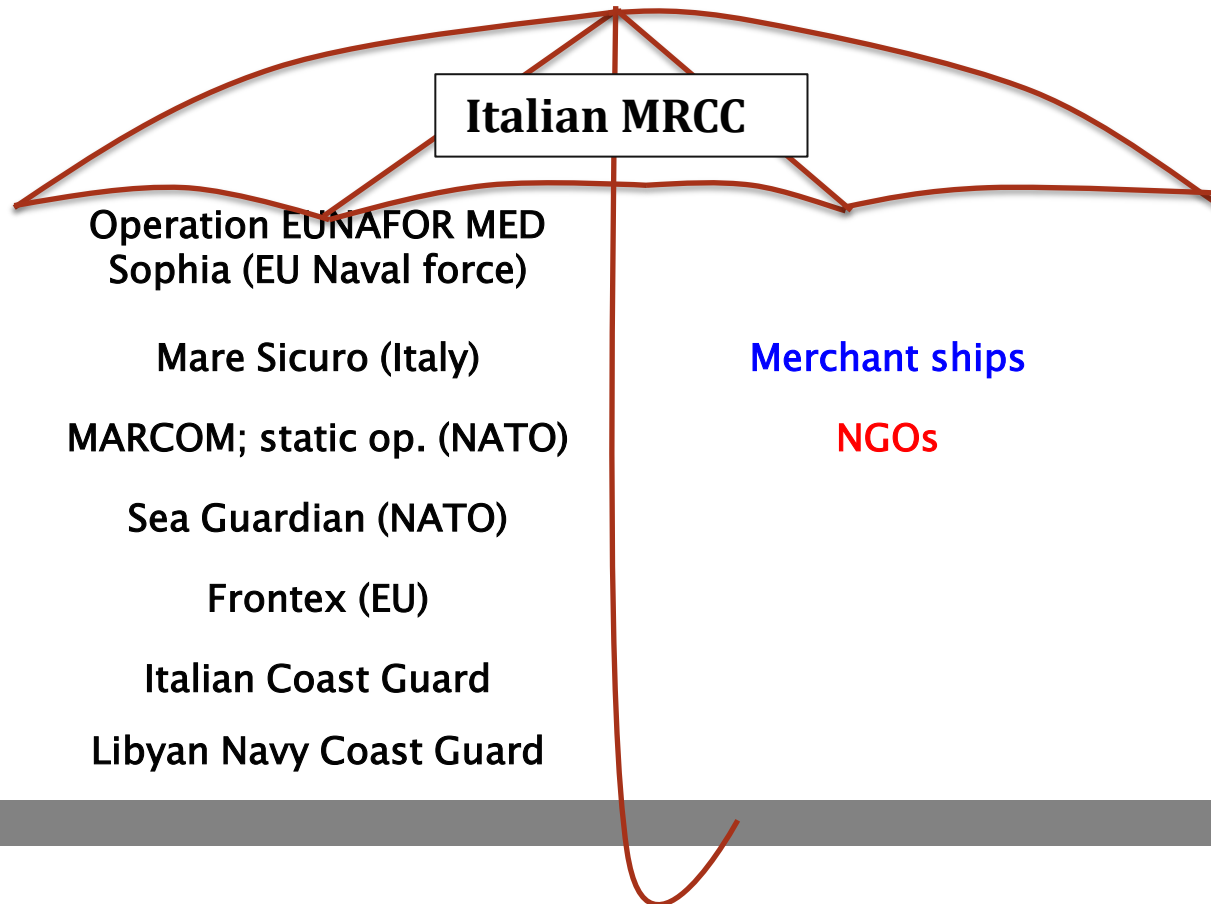 Italian MRCC
Operation EUNAFOR MED
Sophia (EU Naval force)
Mare Sicuro (Italy)
MARCOM; static op. (NATO)
Sea Guardian (NATO)
Frontex (EU)
Italian Coast Guard
Libyan Navy Coast Guard
Merchant ships
NGOs